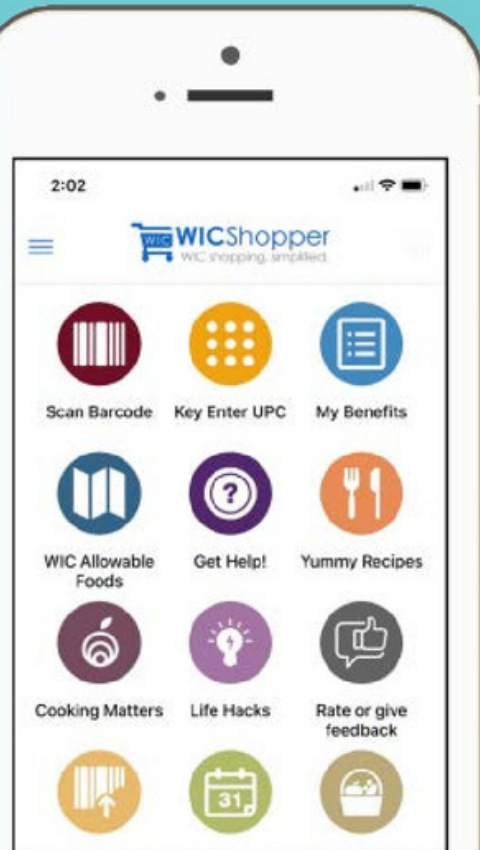 2:02
WIC WICShopper
WIC shopping, simplified.
Scan Barcode
Key Enter UPC
My Benefits
WIC Allowable
Foods
Get Help!
?
Yummy Recipes
Cooking Matters
Life Hacks
Rate or give
feedback
31